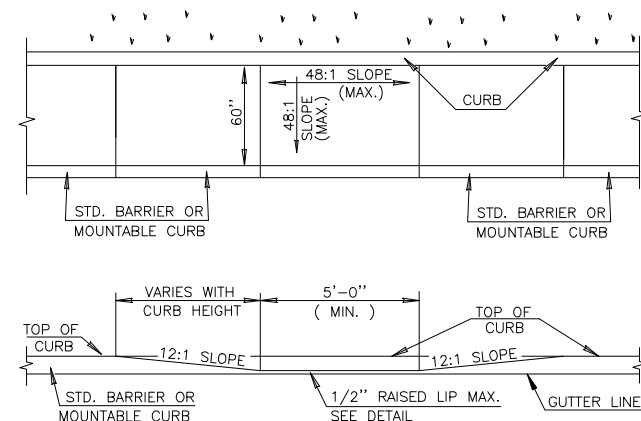 48:1 SLOPE
(MAX.)
60"
48:1
SLOPE
(MAX.)
CURB
STD. BARRIER OR
MOUNTABLE CURB
STD. BARRIER OR
MOUNTABLE CURB
VARIES WITH
CURB HEIGHT
5'-0"
( MIN. )
TOP OF
CURB
TOP OF
CURB
12:1 SLOPE
12:1 SLOPE
STD. BARRIER OR
MOUNTABLE CURB
1/2" RAISED LIP MAX.
SEE DETAIL
GUTTER LINE